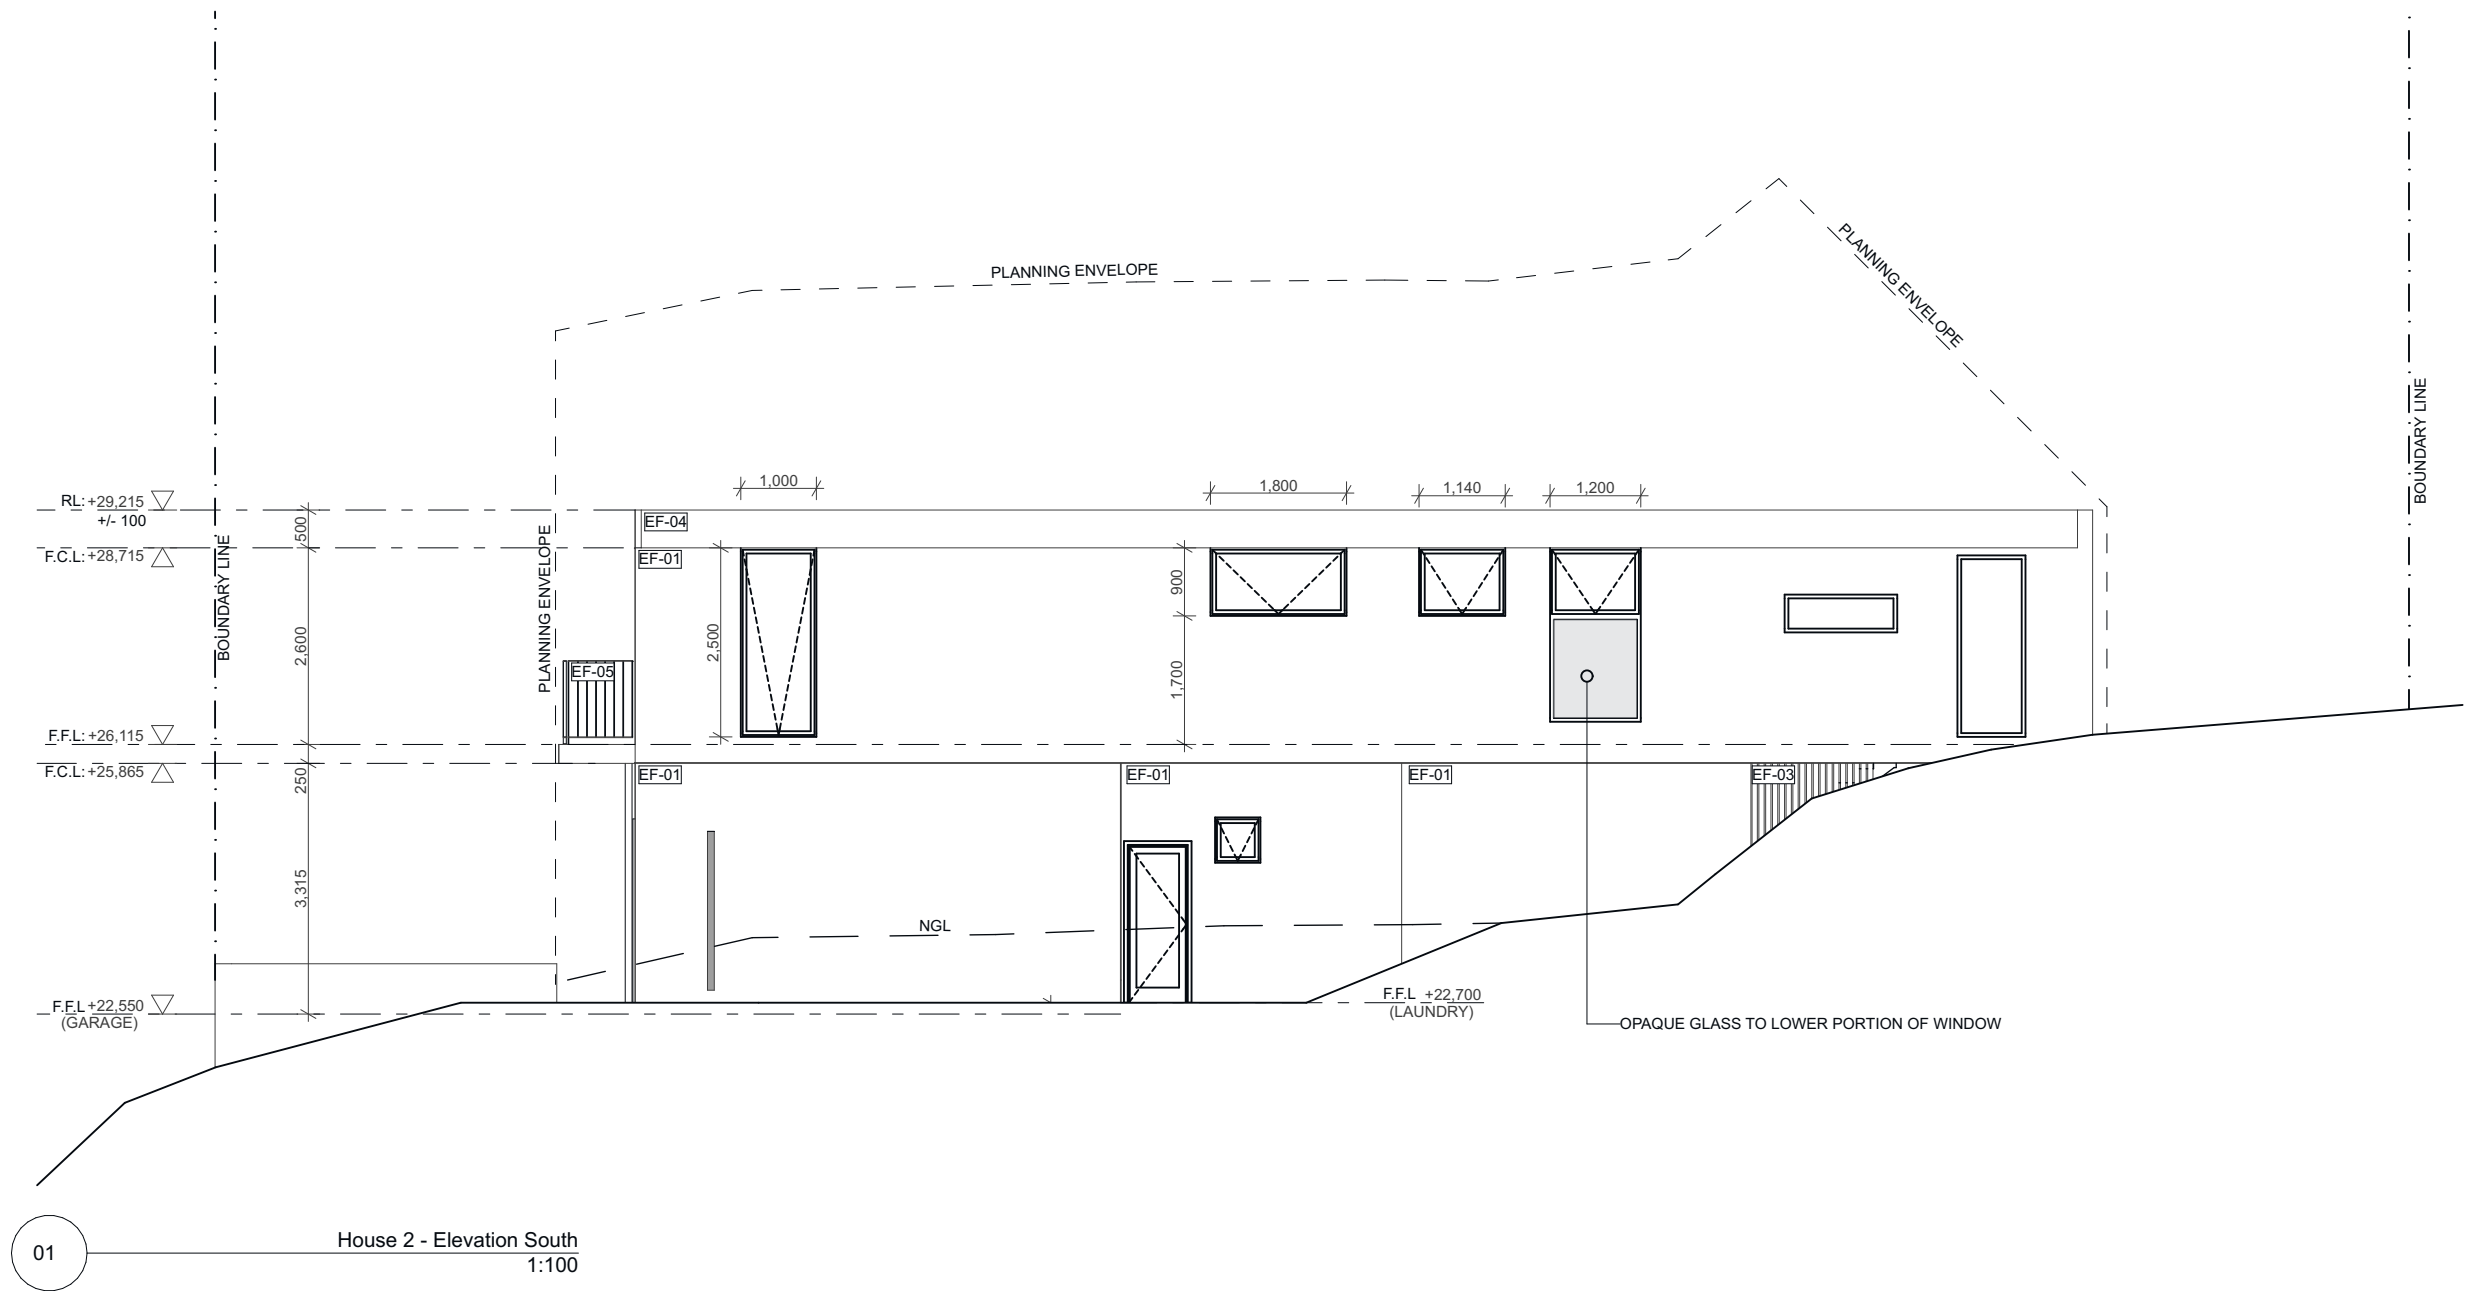 PLANNING ENVELOPE
PLANNING ENVELOPE
BOUNDARY LINE
1,000
1,800
1,140
1,200
RL: +29,215
+/- 100
500
EF-04
F.C.L: +28,715
EF-01
BOUNDARY LINE
PLANNING ENVELOPE
2,600
2,500
900
1,700
EF-05
F.F.L: +26,115
F.C.L: +25,865
250
EF-01
EF-01
EF-01
EF-03
3,315
NGL
F.F.L +22,550
(GARAGE)
F.F.L +22,700
(LAUNDRY)
OPAQUE GLASS TO LOWER PORTION OF WINDOW
01
House 2 - Elevation South
1:100